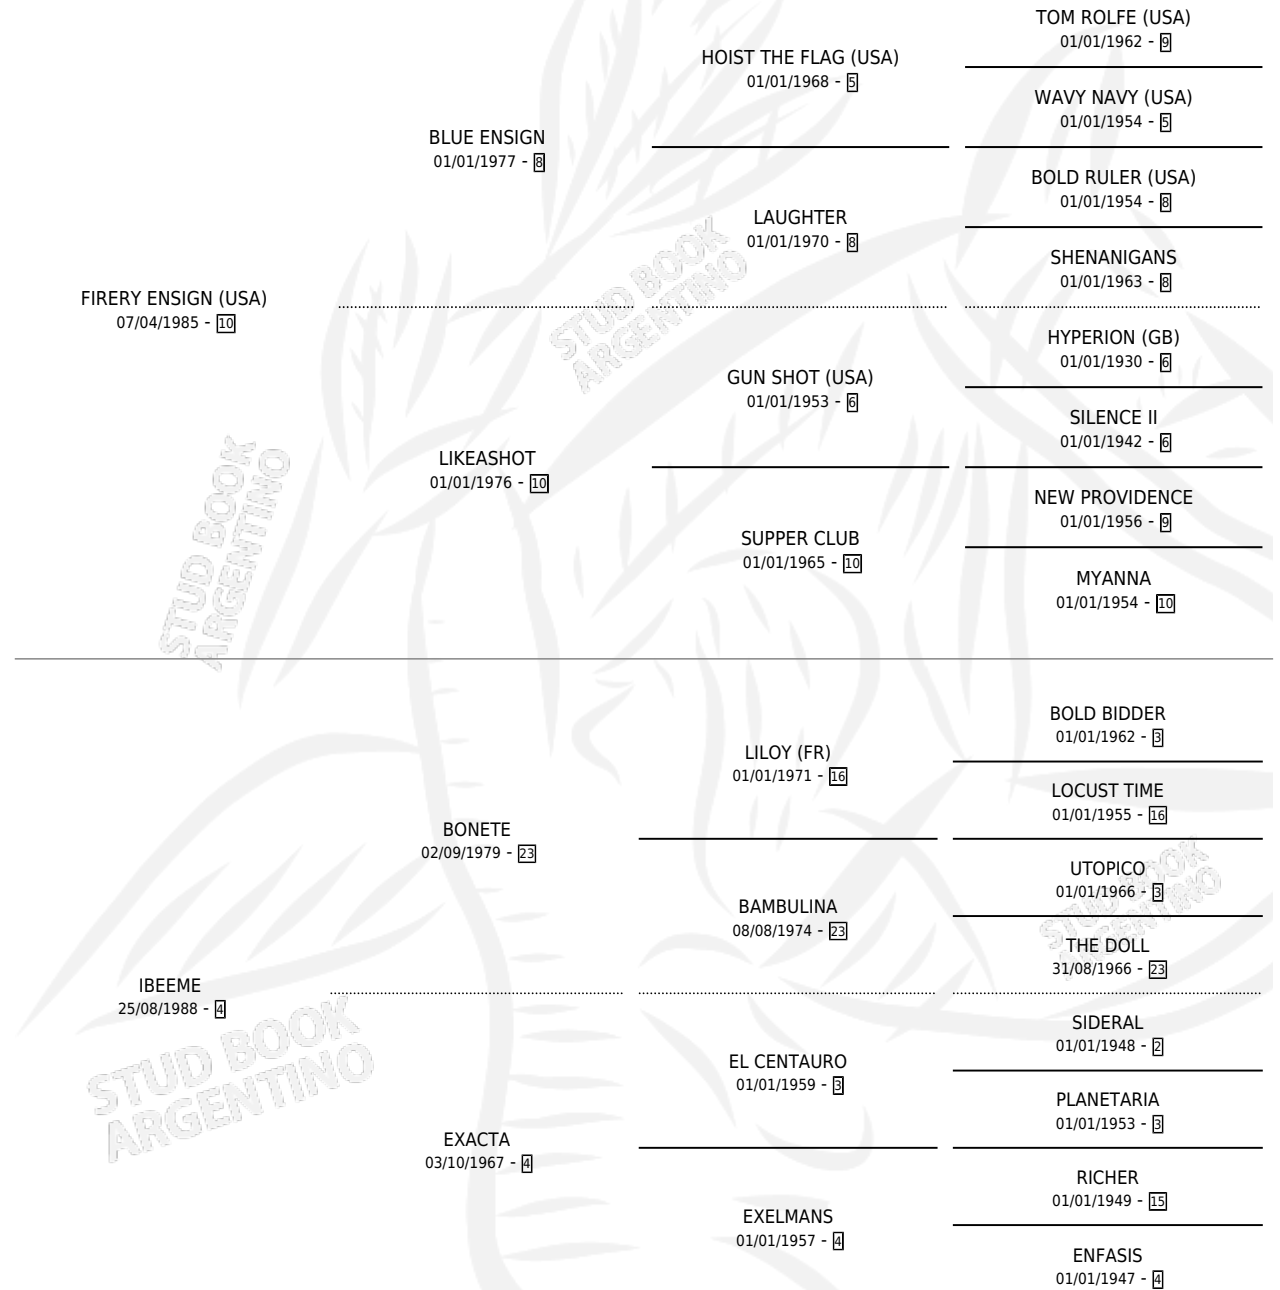 TOM ROLFE (USA)
01/01/1962 - 9
HOIST THE FLAG (USA)
01/01/1968 - 5
WAVY NAVY (USA)
01/01/1954 - 5
BLUE ENSIGN
01/01/1977 - 8
BOLD RULER (USA)
01/01/1954 - 8
LAUGHTER
01/01/1970 - 8
SHENANIGANS
01/01/1963 - 8
FIRERY ENSIGN (USA)
07/04/1985 - 10
HYPERION (GB)
01/01/1930 - 6
GUN SHOT (USA)
01/01/1953 - 6
SILENCE II
01/01/1942 - 6
LIKEASHOT
01/01/1976 - 10
NEW PROVIDENCE
01/01/1956 - 9
SUPPER CLUB
01/01/1965 - 10
MYANNA
01/01/1954 - 10
BOLD BIDDER
01/01/1962 - 3
LILOY (FR)
01/01/1971 - 16
LOCUST TIME
01/01/1955 - 16
BONETE
02/09/1979 - 23
UTOPICO
01/01/1966 - 3
BAMBULINA
08/08/1974 - 23
THE DOLL
31/08/1966 - 23
IBEEME
25/08/1988 - 4
SIDERAL
01/01/1948 - 2
EL CENTAURO
01/01/1959 - 3
PLANETARIA
01/01/1953 - 3
EXACTA
03/10/1967 - 4
RICHER
01/01/1949 - 15
EXELMANS
01/01/1957 - 4
ENFASIS
01/01/1947 - 4
STUD BOOK
ARGENTINO
STUD BOOK
ARGENTINO
STUD BOOK
ARGENTINO
STUD BOOK
ARGENTINO